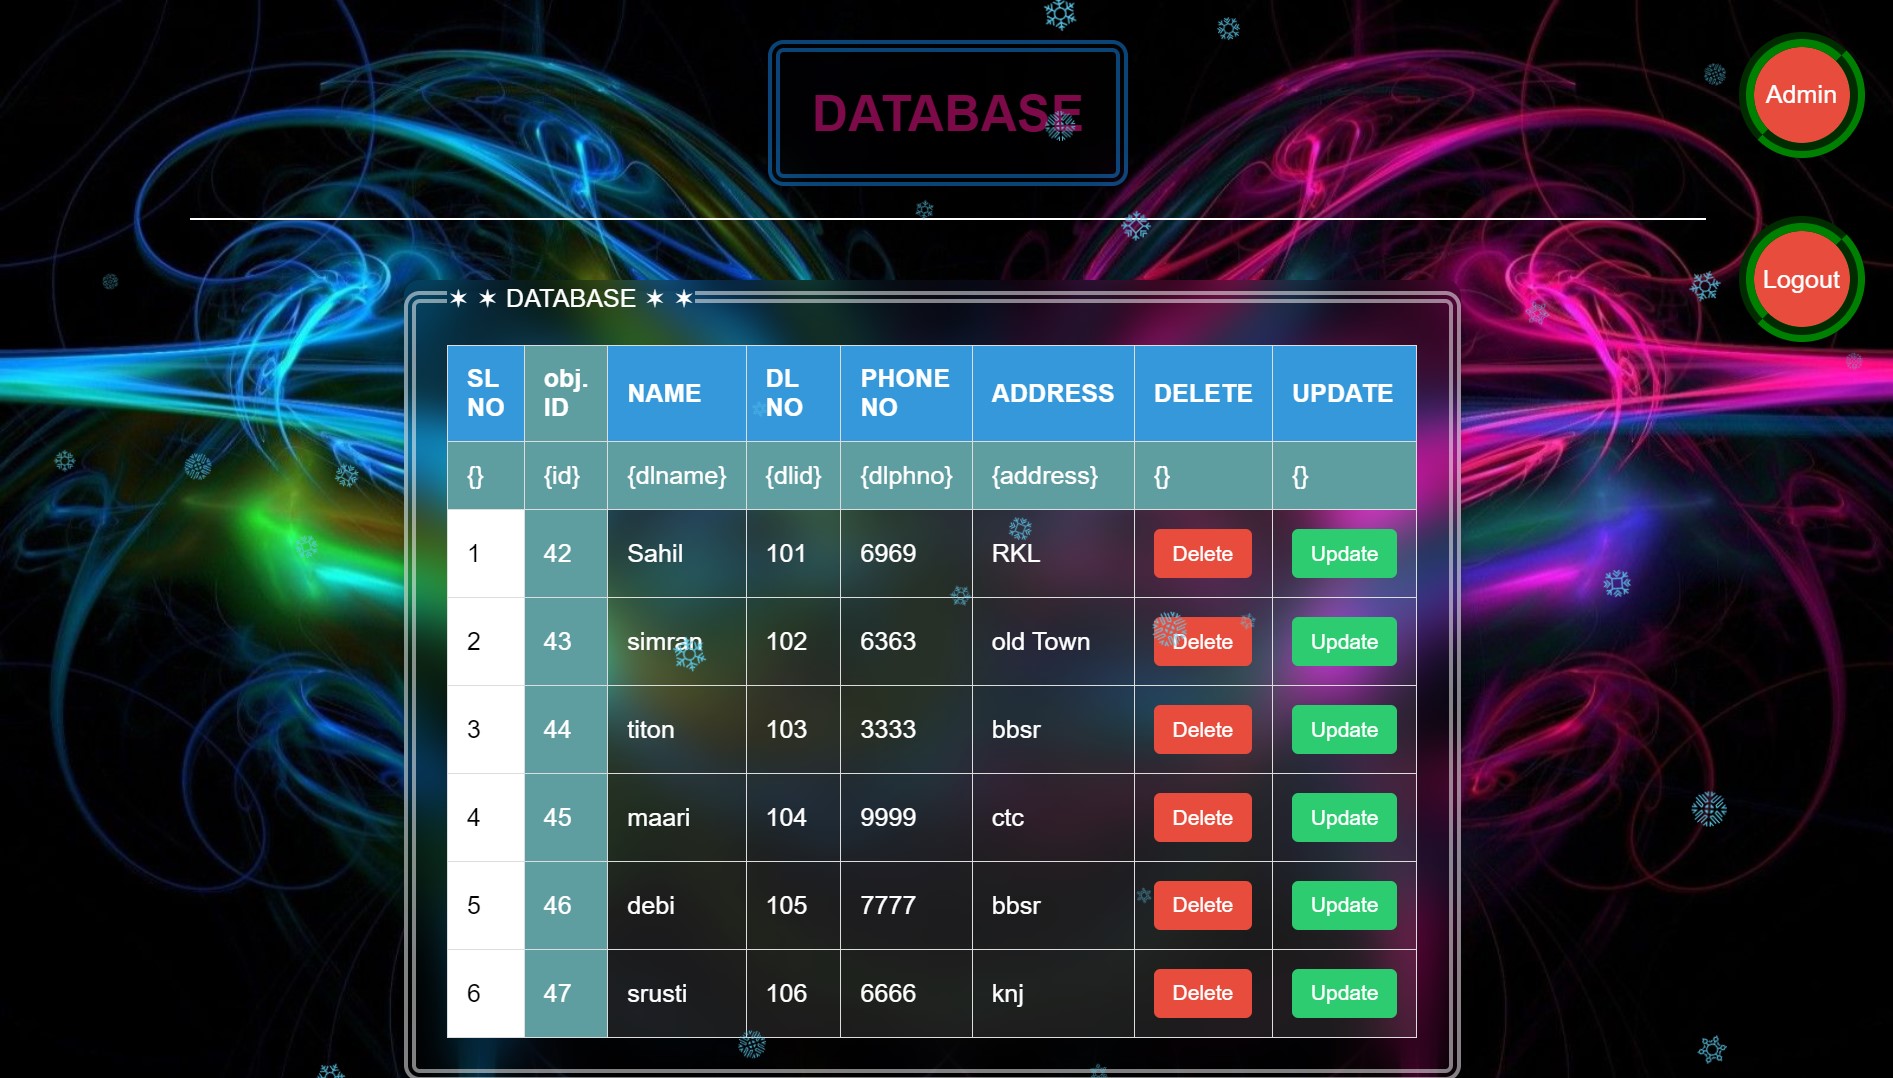 DATABASE
Admin
Logout
✶ ✶ DATABASE ✶ ✶
SL NO obj. ID NAME DL NO PHONE NO ADDRESS DELETE UPDATE
{} {id} {dlname} {dlid} {dlphno} {address} {} {}
1 42 Sahil 101 6969 RKL Delete Update
2 43 simran 102 6363 old Town Delete Update
3 44 titon 103 3333 bbsr Delete Update
4 45 maari 104 9999 ctc Delete Update
5 46 debi 105 7777 bbsr Delete Update
6 47 srusti 106 6666 knj Delete Update